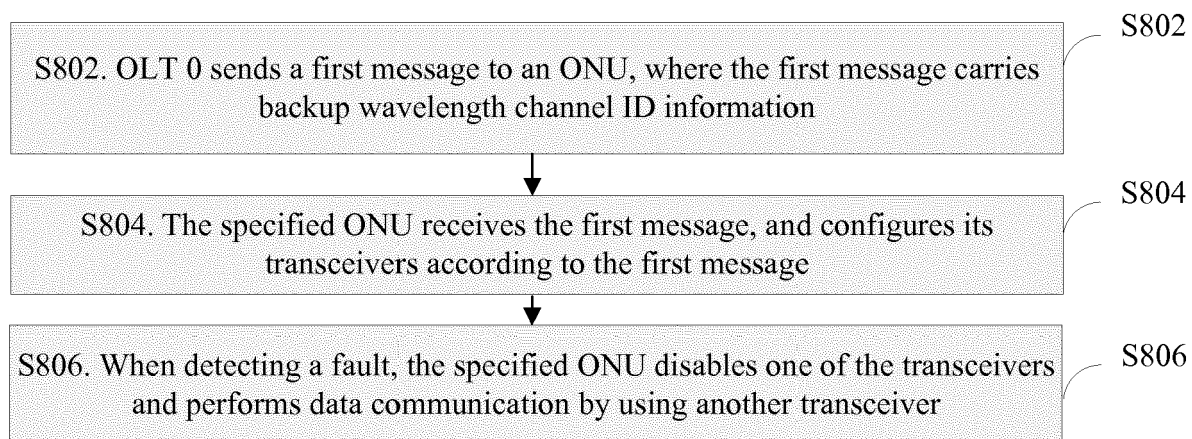 S802
S802. OLT 0 sends a first message to an ONU, where the first message carries
backup wavelength channel ID information
S804
S804. The specified ONU receives the first message, and configures its
transceivers according to the first message
S806
S806. When detecting a fault, the specified ONU disables one of the transceivers
and performs data communication by using another transceiver